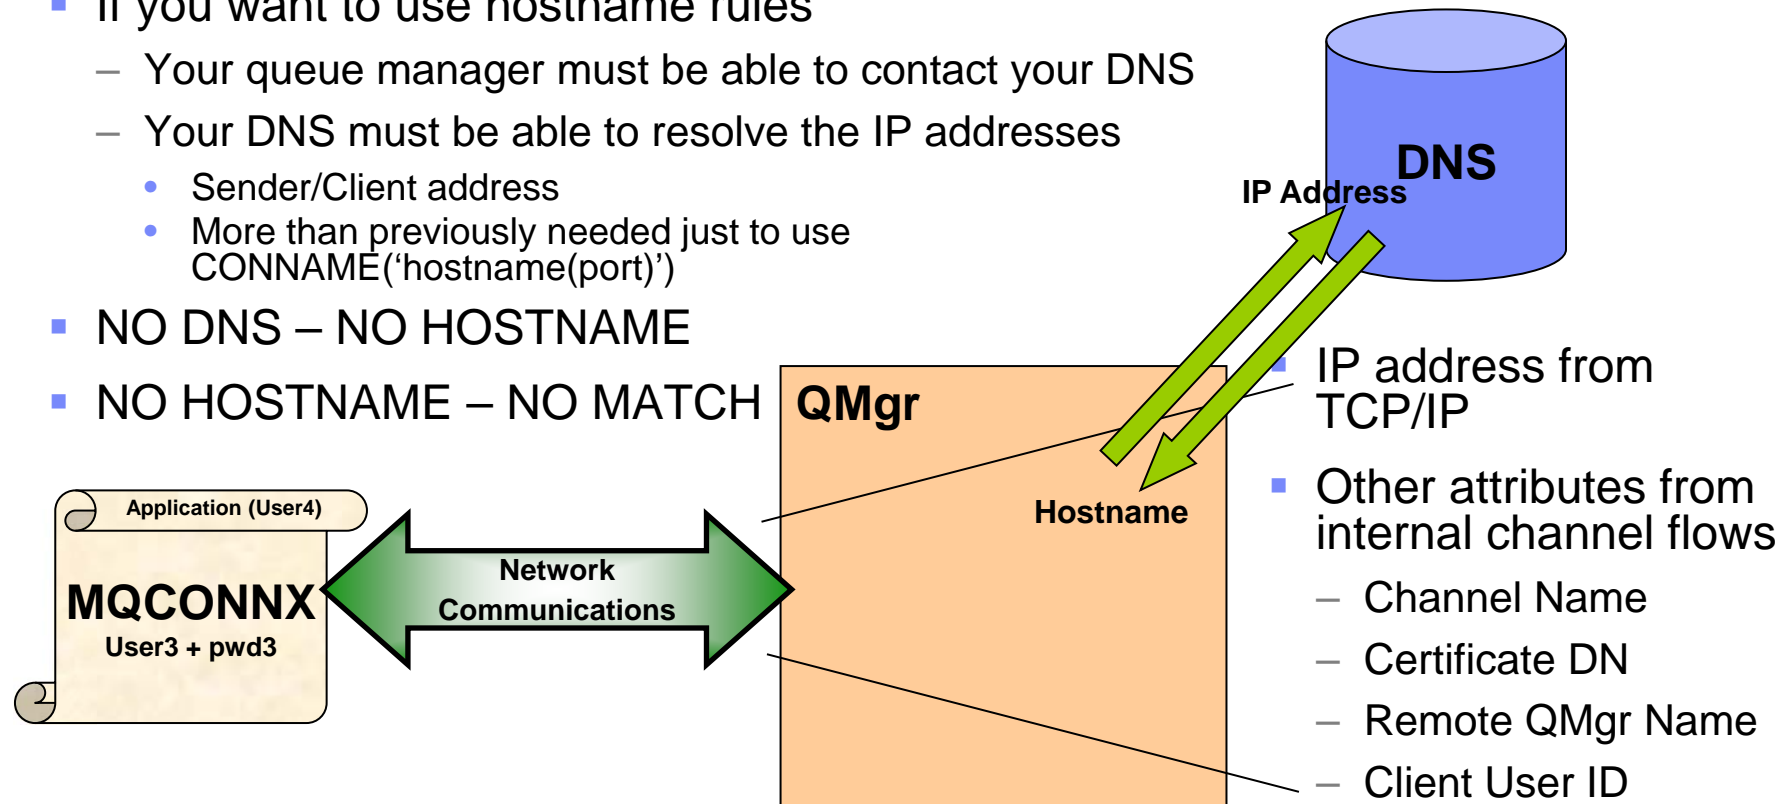 If you want to use hostname rules
– Your queue manager must be able to contact your DNS
– Your DNS must be able to resolve the IP addresses
• Sender/Client address
• More than previously needed just to use
CONNAME(‘hostname(port)’)
NO DNS – NO HOSTNAME
NO HOSTNAME – NO MATCH
DNS
IP Address
QMgr
Hostname
Application (User4)
MQCONNX
User3 + pwd3
Network
Communications
IP address from
TCP/IP
Other attributes from
internal channel flows
– Channel Name
– Certificate DN
– Remote QMgr Name
– Client User ID